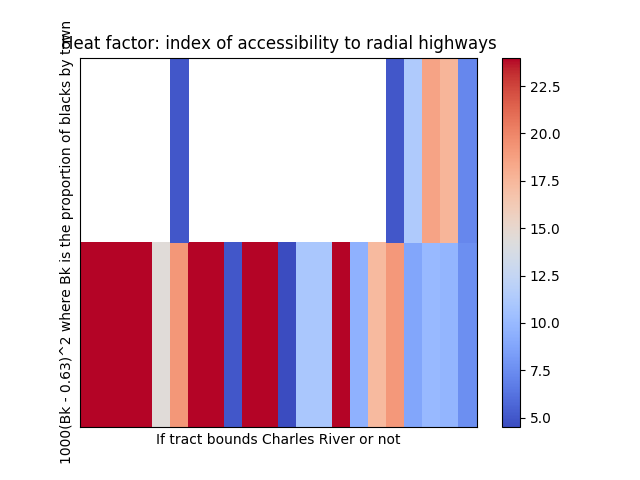 Heat factor: index of accessibility to radial highways
1000(Bk - 0.63)^2 where Bk is the proportion of blacks by town
If tract bounds Charles River or not
22.5
20.0
17.5
15.0
12.5
10.0
7.5
5.0